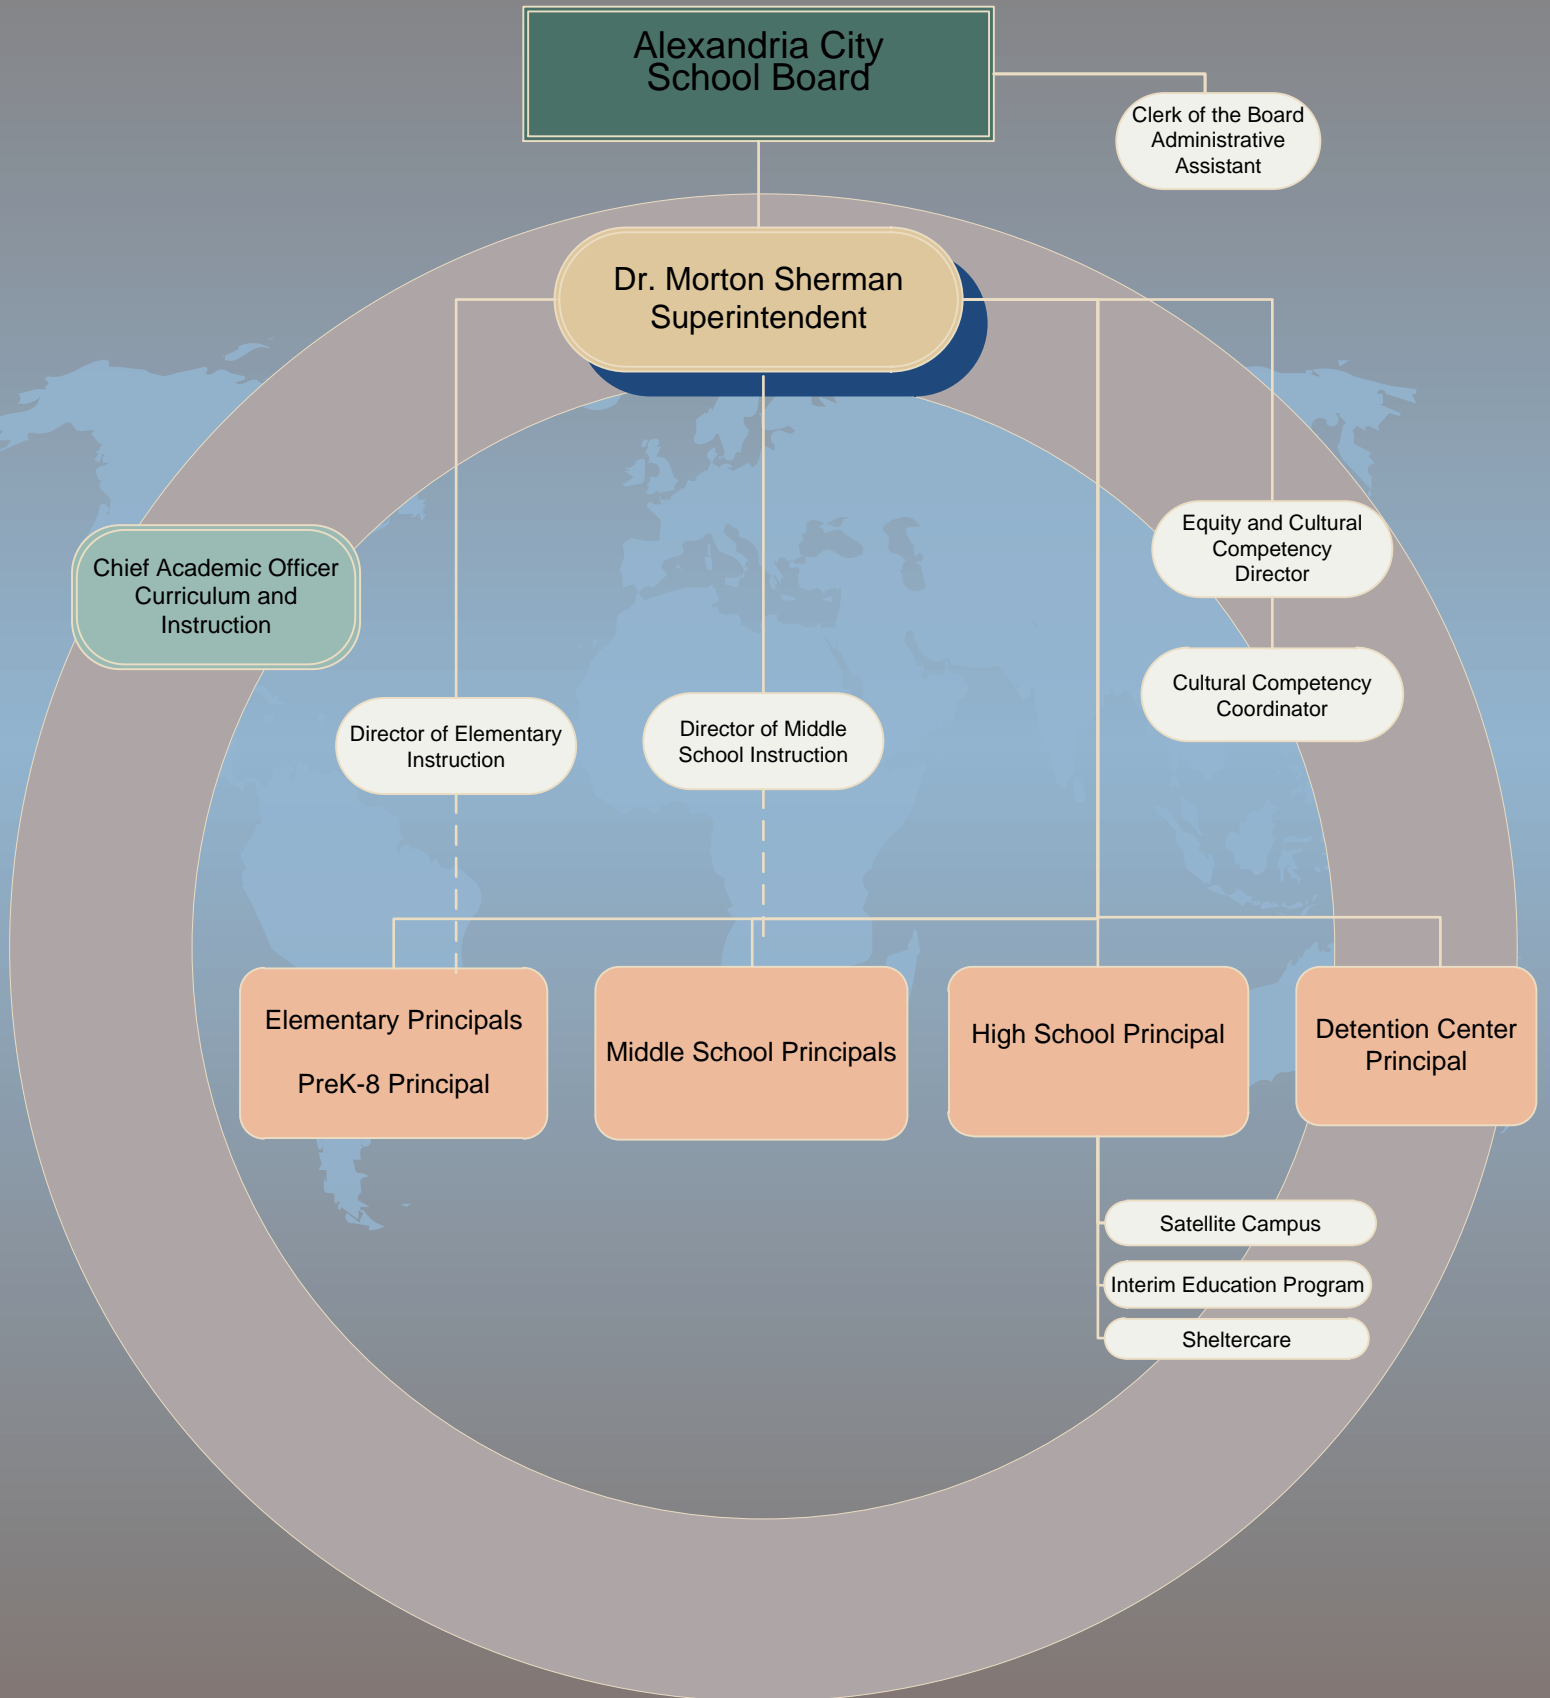 Alexandria City
School Board
Clerk of the Board
Administrative
Assistant
Dr. Morton Sherman
Superintendent
Equity and Cultural
Competency
Director
Chief Academic Officer
Curriculum and
Instruction
Cultural Competency
Coordinator
Director of Elementary
Instruction
Director of Middle
School Instruction
Elementary Principals
PreK-8 Principal
Middle School Principals
High School Principal
Detention Center
Principal
Satellite Campus
Interim Education Program
Sheltercare